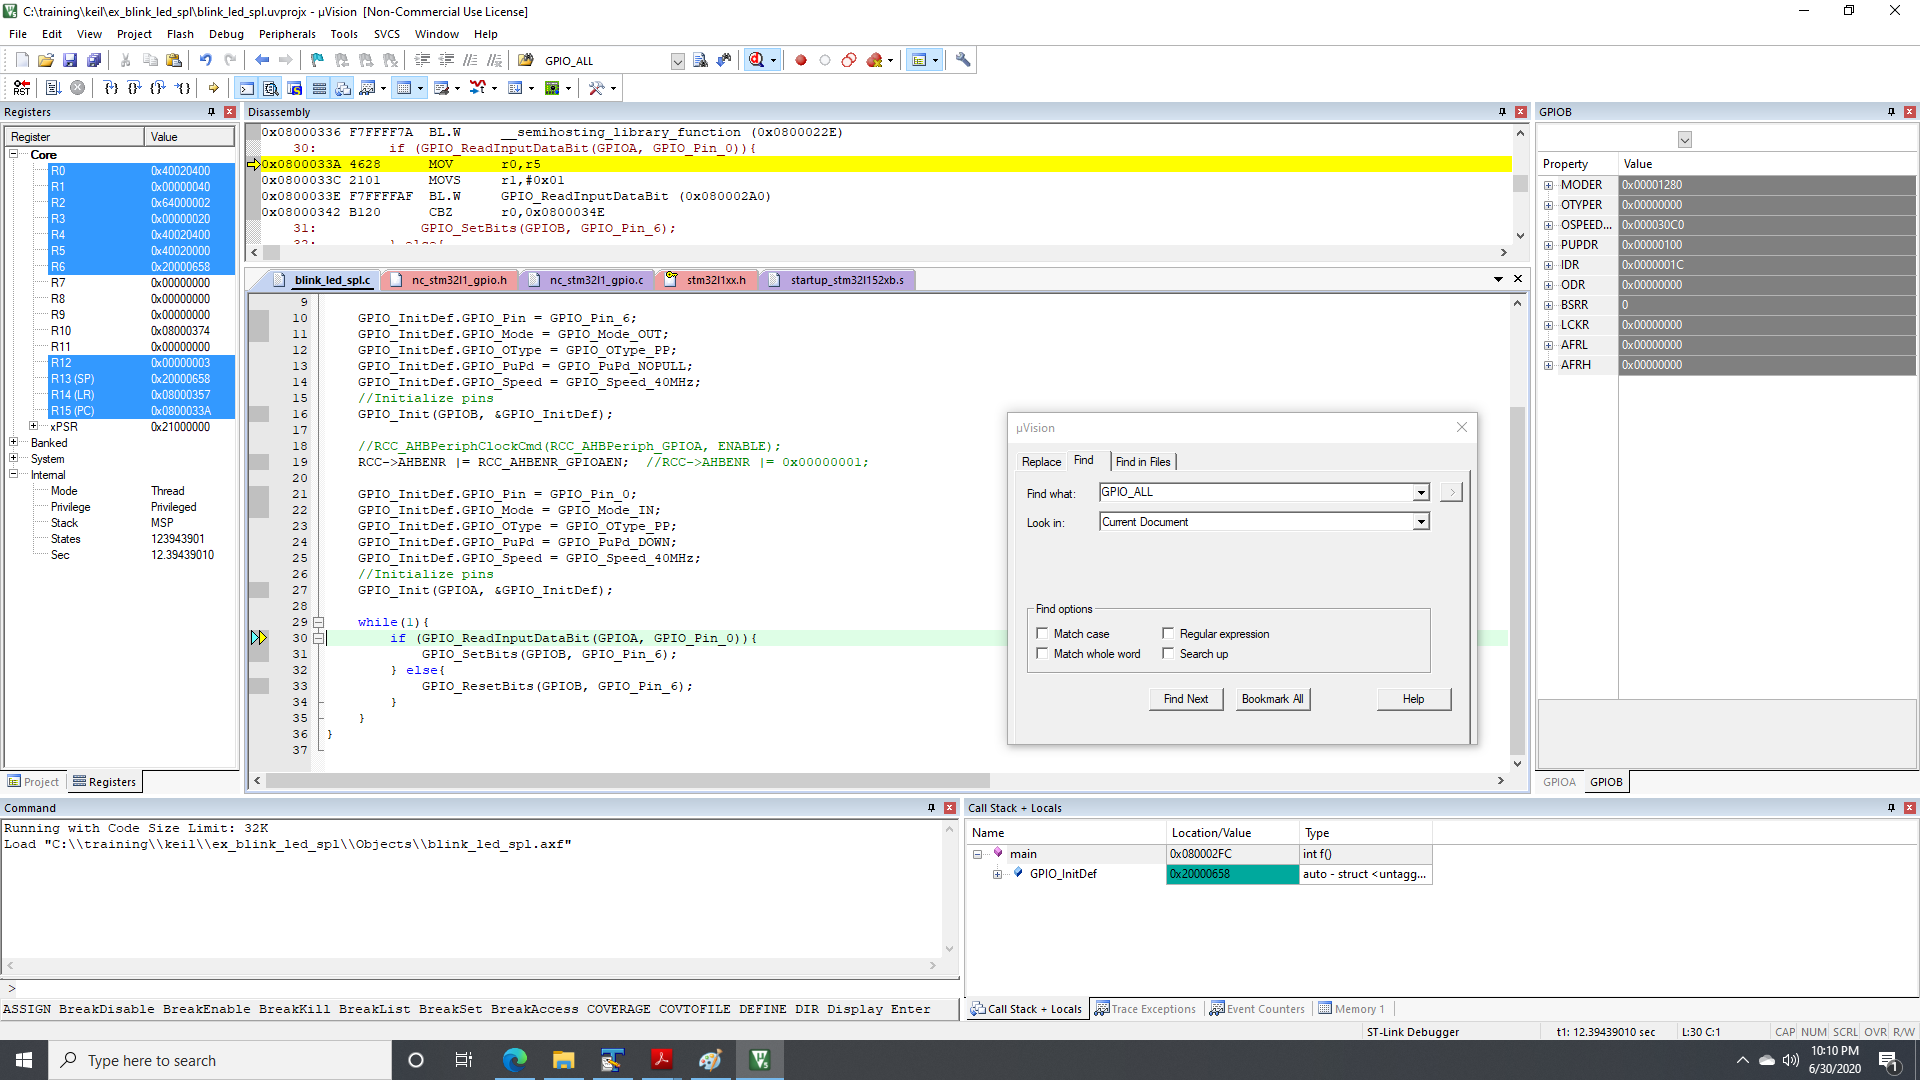 C:\training\keil\ex_blink_led_spl\blink_led_spl.uvprojx - µVision  [Non-Commercial Use License]
File Edit View Project Flash Debug Peripherals Tools SVCS Window Help
GPIO_ALL
RST
Registers
Register Value
Core
R0 0x40020400
R1 0x00000040
R2 0x64000002
R3 0x00000020
R4 0x40020400
R5 0x40020000
R6 0x20000658
R7 0x00000000
R8 0x00000000
R9 0x00000000
R10 0x08000374
R11 0x00000000
R12 0x00000003
R13 (SP) 0x20000658
R14 (LR) 0x08000357
R15 (PC) 0x0800033A
xPSR 0x21000000
Banked
System
Internal
Mode Thread
Privilege Privileged
Stack MSP
States 123943901
Sec 12.39439010
Project Registers
Disassembly
0x08000336 F7FFFF7A  BL.W     __semihosting_library_function (0x0800022E)
30:         if (GPIO_ReadInputDataBit(GPIOA, GPIO_Pin_0)){
0x0800033A 4628      MOV      r0,r5
0x0800033C 2101      MOVS     r1,#0x01
0x0800033E F7FFFFAF  BL.W     GPIO_ReadInputDataBit (0x080002A0)
0x08000342 B120      CBZ      r0,0x0800034E
31:             GPIO_SetBits(GPIOB, GPIO_Pin_6);
32:         } else{
blink_led_spl.c nc_stm32l1_gpio.h nc_stm32l1_gpio.c stm32l1xx.h startup_stm32l152xb.s
9
10    GPIO_InitDef.GPIO_Pin = GPIO_Pin_6;
11    GPIO_InitDef.GPIO_Mode = GPIO_Mode_OUT;
12    GPIO_InitDef.GPIO_OType = GPIO_OType_PP;
13    GPIO_InitDef.GPIO_PuPd = GPIO_PuPd_NOPULL;
14    GPIO_InitDef.GPIO_Speed = GPIO_Speed_40MHz;
15    //Initialize pins
16    GPIO_Init(GPIOB, &GPIO_InitDef);
17
18    //RCC_AHBPeriphClockCmd(RCC_AHBPeriph_GPIOA, ENABLE);
19    RCC->AHBENR |= RCC_AHBENR_GPIOAEN;  //RCC->AHBENR |= 0x00000001;
20
21    GPIO_InitDef.GPIO_Pin = GPIO_Pin_0;
22    GPIO_InitDef.GPIO_Mode = GPIO_Mode_IN;
23    GPIO_InitDef.GPIO_OType = GPIO_OType_PP;
24    GPIO_InitDef.GPIO_PuPd = GPIO_PuPd_DOWN;
25    GPIO_InitDef.GPIO_Speed = GPIO_Speed_40MHz;
26    //Initialize pins
27    GPIO_Init(GPIOA, &GPIO_InitDef);
28
29    while(1){
30        if (GPIO_ReadInputDataBit(GPIOA, GPIO_Pin_0)){
31            GPIO_SetBits(GPIOB, GPIO_Pin_6);
32        } else{
33            GPIO_ResetBits(GPIOB, GPIO_Pin_6);
34        }
35    }
36 }
37
µVision
Replace Find Find in Files
Find what: GPIO_ALL
Look in: Current Document
Find options
Match case Regular expression
Match whole word Search up
Find Next Bookmark All Help
GPIOB
Property Value
MODER 0x00001280
OTYPER 0x00000000
OSPEED... 0x000030C0
PUPDR 0x00000100
IDR 0x0000001C
ODR 0x00000000
BSRR 0
LCKR 0x00000000
AFRL 0x00000000
AFRH 0x00000000
GPIOA GPIOB
Command
Running with Code Size Limit: 32K
Load "C:\\training\\keil\\ex_blink_led_spl\\Objects\\blink_led_spl.axf"
>
ASSIGN BreakDisable BreakEnable BreakKill BreakList BreakSet BreakAccess COVERAGE COVTOFILE DEFINE DIR Display Enter
Call Stack + Locals
Name Location/Value Type
main 0x080002FC int f()
GPIO_InitDef 0x20000658 auto - struct <untagg...
Call Stack + Locals Trace Exceptions Event Counters Memory 1
ST-Link Debugger t1: 12.39439010 sec L:30 C:1 CAP NUM SCRL OVR R/W
Type here to search
10:10 PM
6/30/2020
1